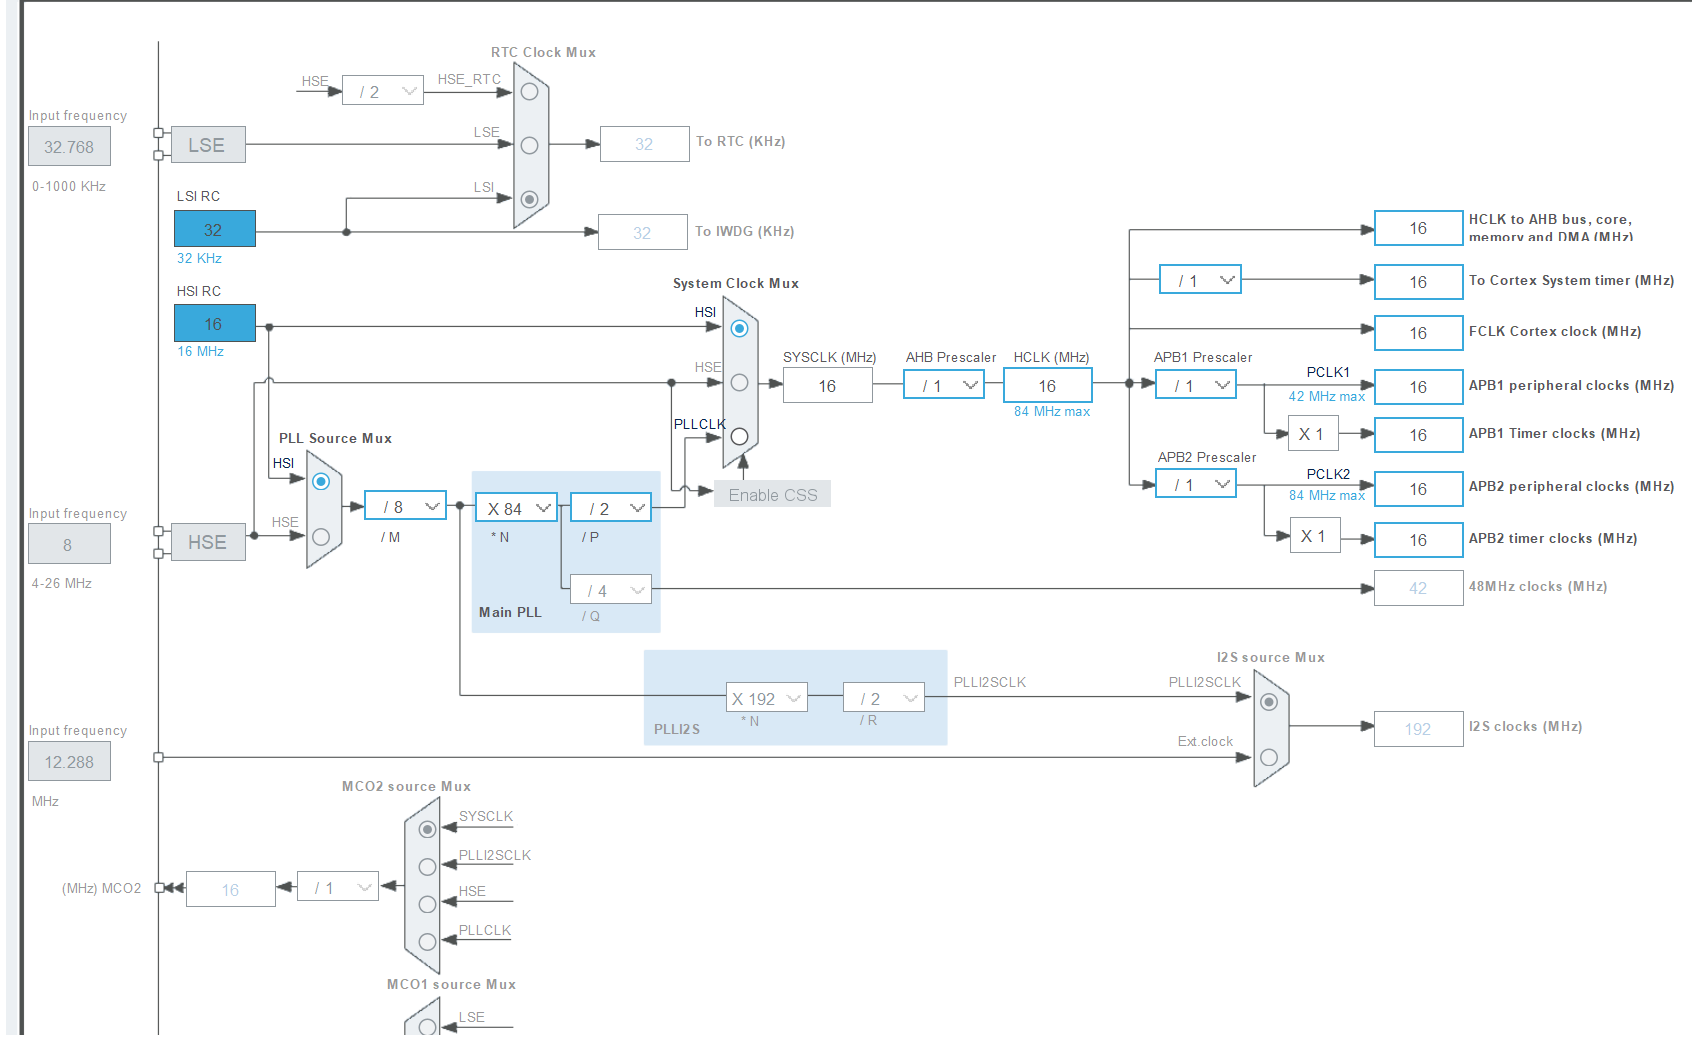 RTC Clock Mux
HSE
/ 2
HSE_RTC
Input frequency
32.768
0-1000 KHz
LSE
LSE
32
To RTC (KHz)
LSI
LSI RC
32
32 KHz
32
To IWDG (KHz)
HSI RC
16
16 MHz
System Clock Mux
HSI
HSE
PLLCLK
Enable CSS
SYSCLK (MHz)
16
AHB Prescaler
/ 1
HCLK (MHz)
16
84 MHz max
16
HCLK to AHB bus, core,
memory and DMA (MHz)
/ 1
16
To Cortex System timer (MHz)
16
FCLK Cortex clock (MHz)
APB1 Prescaler
/ 1
PCLK1
42 MHz max
16
APB1 peripheral clocks (MHz)
X 1
16
APB1 Timer clocks (MHz)
APB2 Prescaler
/ 1
PCLK2
84 MHz max
16
APB2 peripheral clocks (MHz)
X 1
16
APB2 timer clocks (MHz)
42
48MHz clocks (MHz)
PLL Source Mux
HSI
HSE
Input frequency
8
4-26 MHz
HSE
/ 8
/ M
X 84
* N
/ 2
/ P
/ 4
/ Q
Main PLL
X 192
* N
/ 2
/ R
PLLI2S
PLLI2SCLK
I2S source Mux
PLLI2SCLK
Ext.clock
192
I2S clocks (MHz)
Input frequency
12.288
MHz
MCO2 source Mux
SYSCLK
PLLI2SCLK
HSE
PLLCLK
(MHz) MCO2
16
/ 1
MCO1 source Mux
LSE